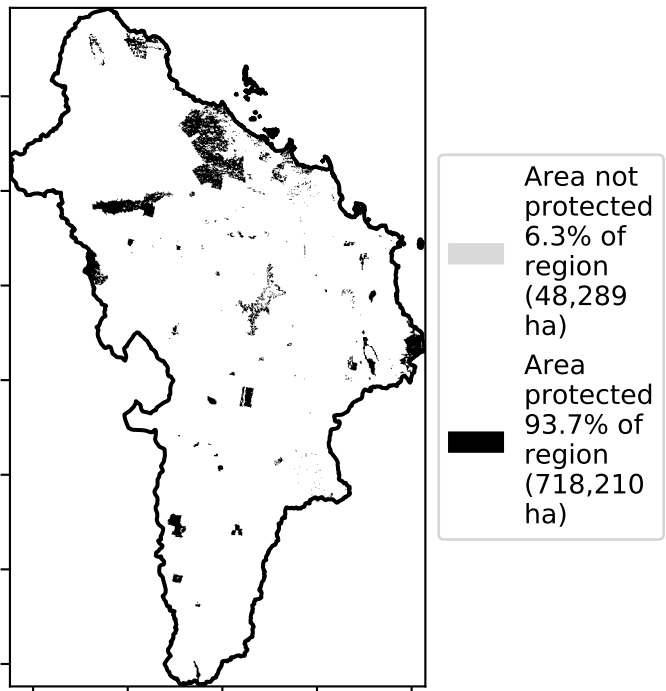 Area not
protected
6.3% of
region
(48,289
ha)
Area
protected
93.7% of
region
(718,210
ha)